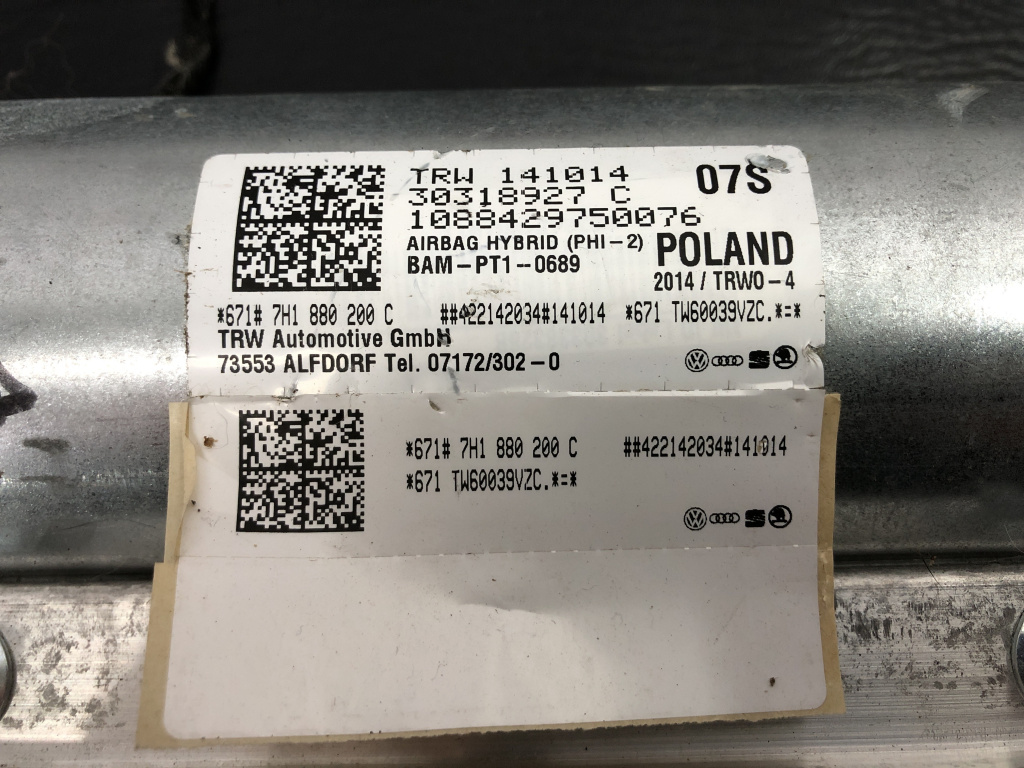 TRW 141014
30318927 C
1088429750076
07S
AIRBAG HYBRID (PHI-2)
BAM-PT1--0689
POLAND
2014 / TRWO-4
*671# 7H1 880 200 C ##422142034#141014 *671 TW60039VZC.*=*
TRW Automotive GmbH
73553 ALFDORF Tel. 07172/302-0
*671# 7H1 880 200 C ##422142034#141014
*671 TW60039VZC.*=*